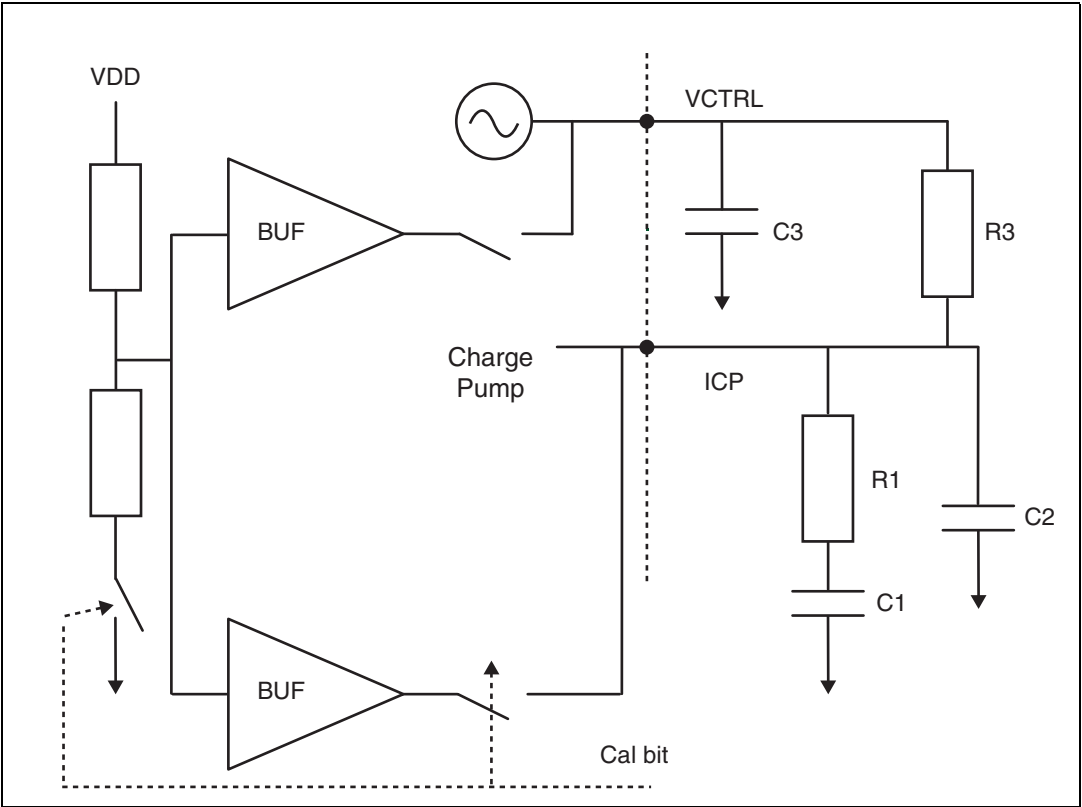 VDD
VCTRL
BUF
C3
R3
Charge
Pump
ICP
R1
C2
C1
BUF
Cal bit